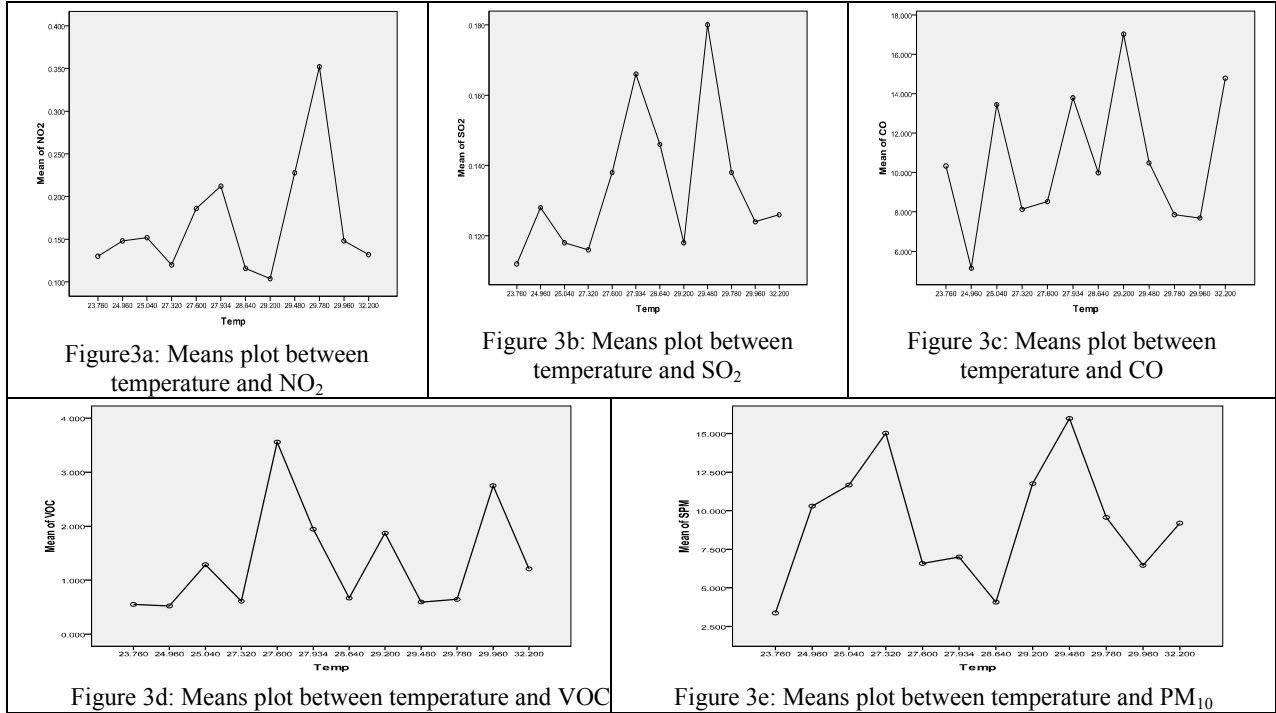 0.400
0.350
0.300
0.250
0.200
0.150
0.100
Mean of NO2
23.760 24.960 25.040 27.320 27.600 27.934 28.640 29.200 29.480 29.780 29.960 32.200
Temp
Figure3a: Means plot between
temperature and NO₂
0.180
0.160
0.140
0.120
Mean of SO2
23.760 24.960 25.040 27.320 27.600 27.934 28.640 29.200 29.480 29.780 29.960 32.200
Temp
Figure 3b: Means plot between
temperature and SO₂
18.000
16.000
14.000
12.000
10.000
8.000
6.000
Mean of CO
23.760 24.960 25.040 27.320 27.600 27.934 28.640 29.200 29.480 29.780 29.960 32.200
Temp
Figure 3c: Means plot between
temperature and CO
4.000
3.000
2.000
1.000
0.000
Mean of VOC
23.760 24.960 25.040 27.320 27.600 27.934 28.640 29.200 29.480 29.780 29.960 32.200
Temp
Figure 3d: Means plot between temperature and VOC
15.000
12.500
10.000
7.500
5.000
2.500
Mean of SPM
23.760 24.960 25.040 27.320 27.600 27.934 28.640 29.200 29.480 29.780 29.960 32.200
Temp
Figure 3e: Means plot between temperature and PM₁₀